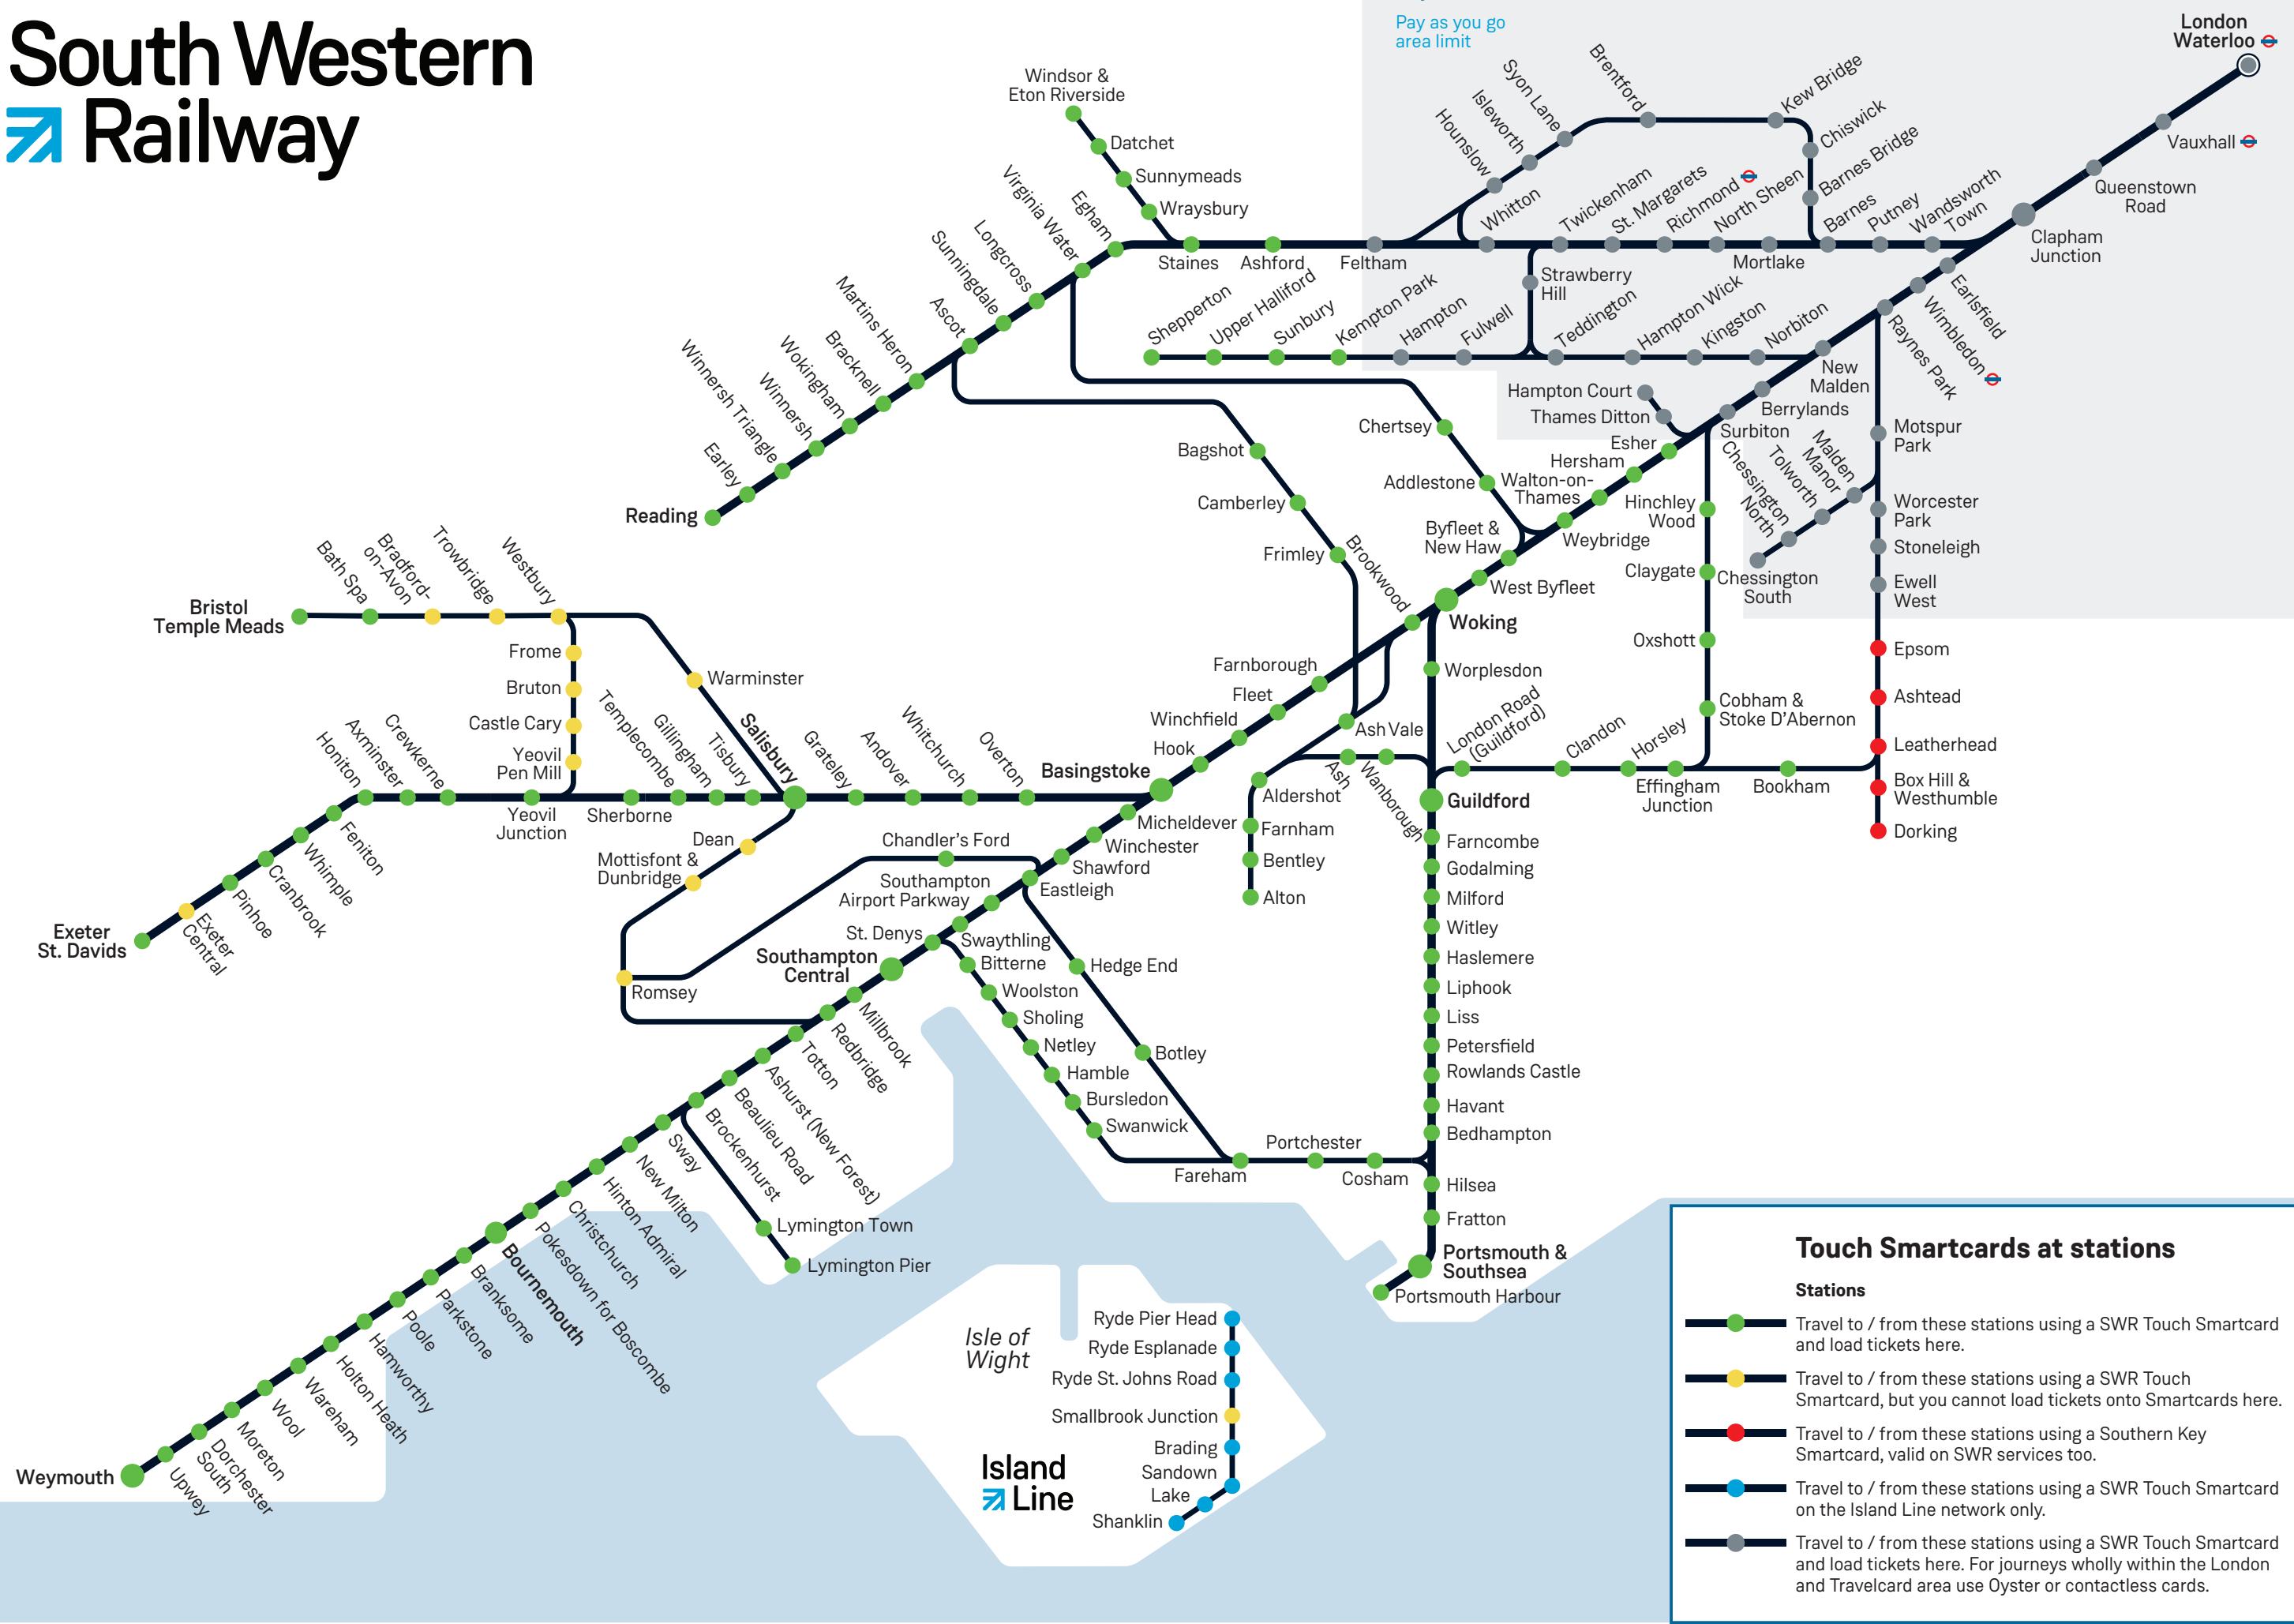 South Western
Railway
Pay as you go
area limit
London
Waterloo
Vauxhall
Queenstown
Road
Clapham
Junction
Windsor &
Eton Riverside
Datchet
Sunnymeads
Wraysbury
Virginia Water
Egham
Longcross
Sunningdale
Ascot
Martins Heron
Bracknell
Wokingham
Winnersh
Winnersh Triangle
Earley
Reading
Staines
Ashford
Feltham
Hounslow
Isleworth
Syon Lane
Brentford
Kew Bridge
Chiswick
Barnes Bridge
Whitton
Twickenham
St. Margarets
Richmond
North Sheen
Mortlake
Barnes
Putney
Wandsworth
Town
Strawberry
Hill
Shepperton
Upper Halliford
Sunbury
Kempton Park
Hampton
Fulwell
Teddington
Hampton Wick
Kingston
Norbiton
Earlsfield
Wimbledon
Raynes Park
New
Malden
Berrylands
Surbiton
Hampton Court
Thames Ditton
Esher
Hersham
Walton-on-
Thames
Weybridge
Byfleet &
New Haw
West Byfleet
Woking
Chertsey
Addlestone
Bagshot
Camberley
Frimley
Brookwood
Motspur
Park
Malden
Manor
Tolworth
Chessington
North
Chessington
South
Worcester
Park
Stoneleigh
Ewell
West
Epsom
Ashtead
Leatherhead
Box Hill &
Westhumble
Dorking
Hinchley
Wood
Claygate
Oxshott
Cobham &
Stoke D'Abernon
London Road
(Guildford)
Clandon
Horsley
Effingham
Junction
Bookham
Worplesdon
Guildford
Bristol
Temple Meads
Bath Spa
Bradford-
on-Avon
Trowbridge
Westbury
Frome
Bruton
Castle Cary
Yeovil
Pen Mill
Warminster
Farnborough
Fleet
Winchfield
Hook
Basingstoke
Ash Vale
Ash
Wanborough
Aldershot
Farnham
Bentley
Alton
Honiton
Axminster
Crewkerne
Yeovil
Junction
Sherborne
Templecombe
Gillingham
Tisbury
Salisbury
Grateley
Andover
Whitchurch
Overton
Feniton
Whimple
Cranbrook
Pinhoe
Exeter
Central
Exeter
St. Davids
Dean
Mottisfont &
Dunbridge
Romsey
Chandler's Ford
Micheldever
Winchester
Shawford
Eastleigh
Southampton
Airport Parkway
Swaythling
St. Denys
Southampton
Central
Millbrook
Redbridge
Totton
Ashurst (New Forest)
Beaulieu Road
Brockenhurst
Sway
New Milton
Hinton Admiral
Christchurch
Pokesdown for Boscombe
Bournemouth
Branksome
Parkstone
Poole
Hamworthy
Holton Heath
Wareham
Wool
Moreton
Dorchester
South
Upwey
Weymouth
Lymington Town
Lymington Pier
Bitterne
Woolston
Sholing
Netley
Hamble
Bursledon
Swanwick
Hedge End
Botley
Fareham
Portchester
Cosham
Farncombe
Godalming
Milford
Witley
Haslemere
Liphook
Liss
Petersfield
Rowlands Castle
Havant
Bedhampton
Hilsea
Fratton
Portsmouth &
Southsea
Portsmouth Harbour
Isle of
Wight
Ryde Pier Head
Ryde Esplanade
Ryde St. Johns Road
Smallbrook Junction
Brading
Sandown
Lake
Shanklin
Island
Line
Touch Smartcards at stations
Stations
Travel to / from these stations using a SWR Touch Smartcard
and load tickets here.
Travel to / from these stations using a SWR Touch
Smartcard, but you cannot load tickets onto Smartcards here.
Travel to / from these stations using a Southern Key
Smartcard, valid on SWR services too.
Travel to / from these stations using a SWR Touch Smartcard
on the Island Line network only.
Travel to / from these stations using a SWR Touch Smartcard
and load tickets here. For journeys wholly within the London
and Travelcard area use Oyster or contactless cards.